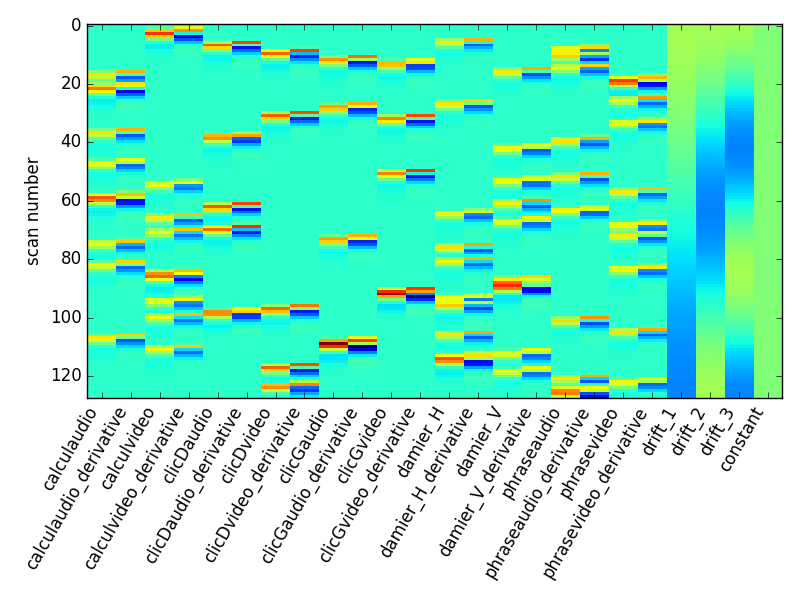 0
20
40
60
80
100
120
scan number
calculaudio
calculaudio_derivative
calculvideo
calculvideo_derivative
clicDaudio
clicDaudio_derivative
clicDvideo
clicDvideo_derivative
clicGaudio
clicGaudio_derivative
clicGvideo
clicGvideo_derivative
damier_H
damier_H_derivative
damier_V
damier_V_derivative
phraseaudio
phraseaudio_derivative
phrasevideo
phrasevideo_derivative
drift_1
drift_2
drift_3
constant